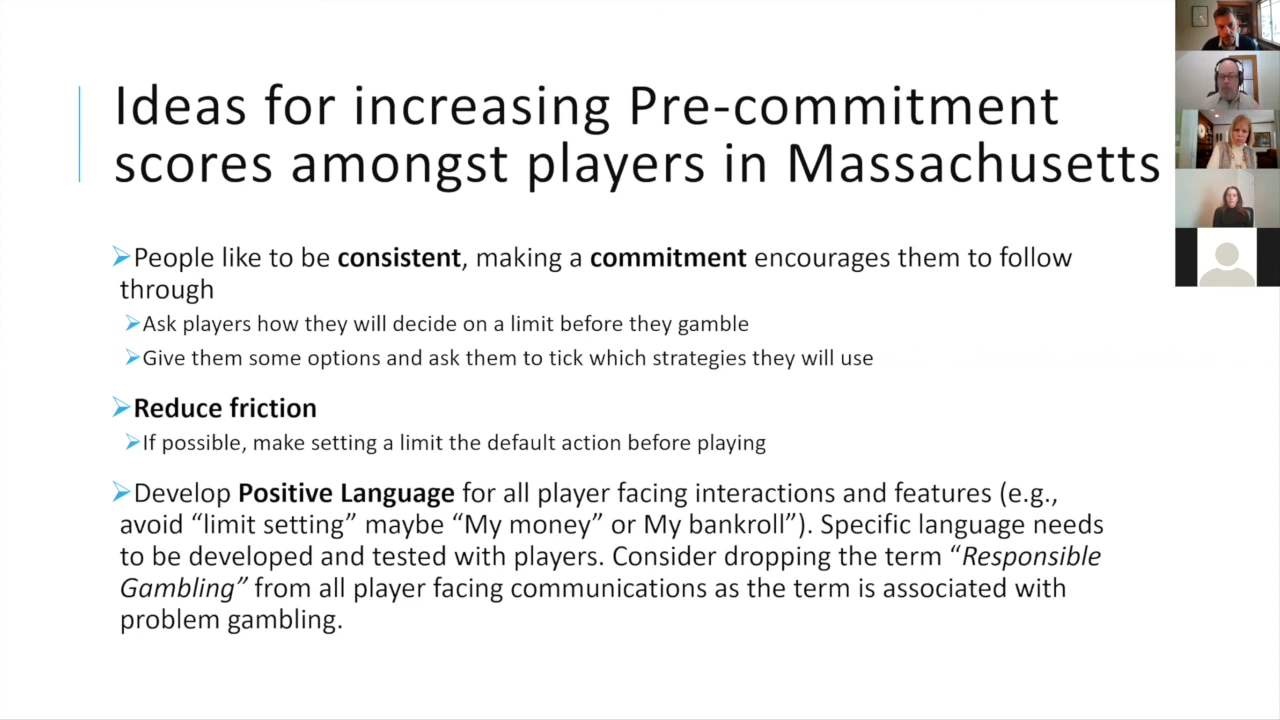 Ideas for increasing Pre-commitment
scores amongst players in Massachusetts
People like to be consistent, making a commitment encourages them to follow
through
Ask players how they will decide on a limit before they gamble
Give them some options and ask them to tick which strategies they will use
Reduce friction
If possible, make setting a limit the default action before playing
Develop Positive Language for all player facing interactions and features (e.g.,
avoid “limit setting” maybe “My money” or My bankroll”). Specific language needs
to be developed and tested with players. Consider dropping the term “Responsible
Gambling” from all player facing communications as the term is associated with
problem gambling.